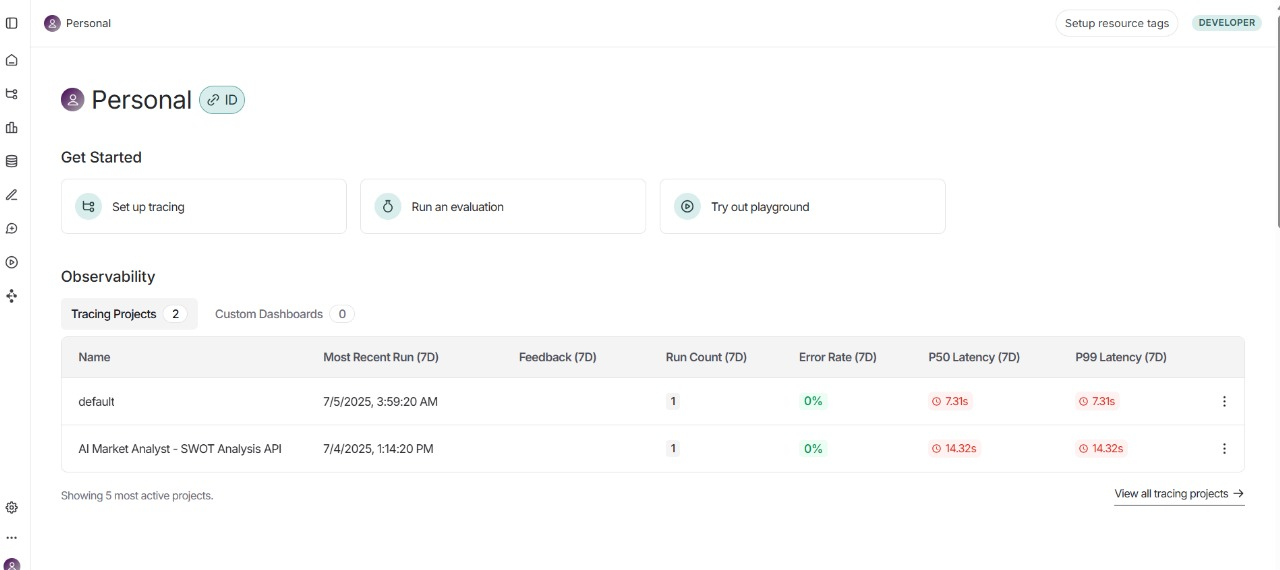 Personal
Setup resource tags
DEVELOPER
Personal ID
Get Started
Set up tracing
Run an evaluation
Try out playground
Observability
Tracing Projects 2 Custom Dashboards 0
Name Most Recent Run (7D) Feedback (7D) Run Count (7D) Error Rate (7D) P50 Latency (7D) P99 Latency (7D)
default 7/5/2025, 3:59:20 AM 1 0% 7.31s 7.31s
AI Market Analyst - SWOT Analysis API 7/4/2025, 1:14:20 PM 1 0% 14.32s 14.32s
Showing 5 most active projects.
View all tracing projects →